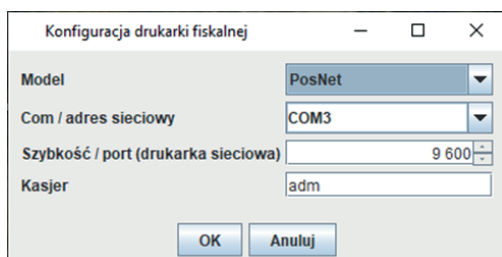 Konfiguracja drukarki fiskalnej
Model PosNet
Com / adres sieciowy COM3
Szybkość / port (drukarka sieciowa) 9 600
Kasjer adm
OK Anuluj